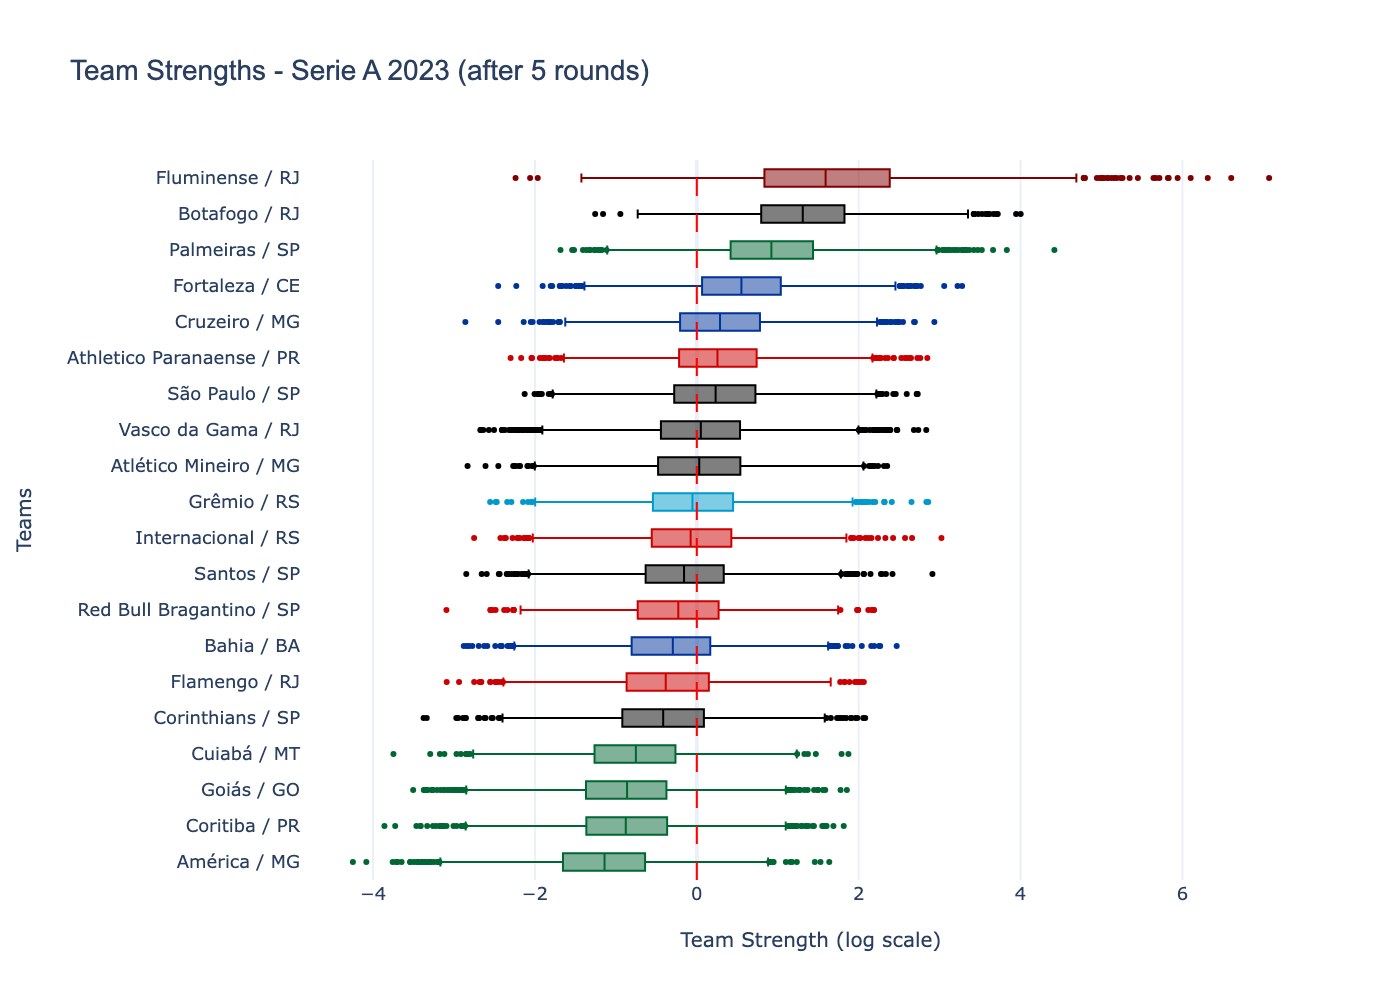 Team Strengths - Serie A 2023 (after 5 rounds)
Teams
Fluminense / RJ
Botafogo / RJ
Palmeiras / SP
Fortaleza / CE
Cruzeiro / MG
Athletico Paranaense / PR
São Paulo / SP
Vasco da Gama / RJ
Atlético Mineiro / MG
Grêmio / RS
Internacional / RS
Santos / SP
Red Bull Bragantino / SP
Bahia / BA
Flamengo / RJ
Corinthians / SP
Cuiabá / MT
Goiás / GO
Coritiba / PR
América / MG
−4 −2 0 2 4 6
Team Strength (log scale)